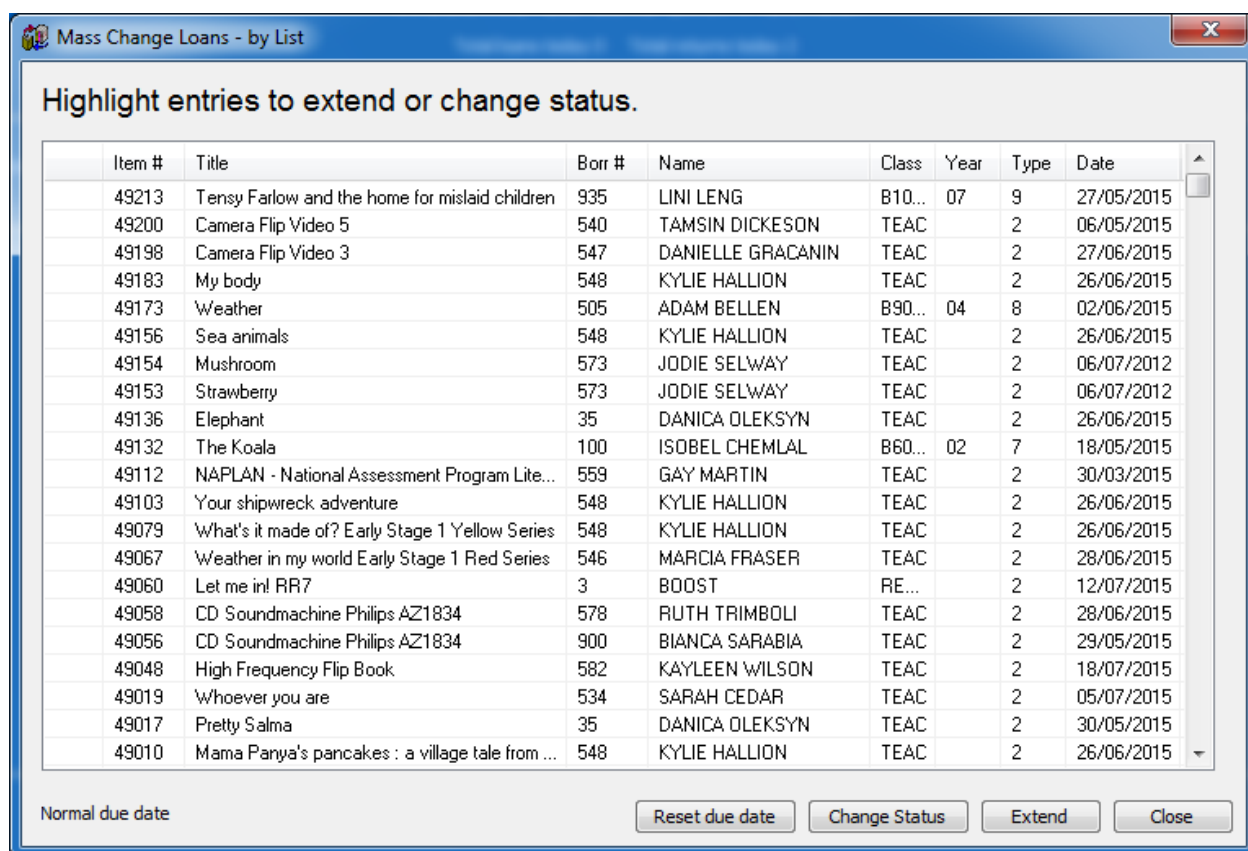 Mass Change Loans - by List
Highlight entries to extend or change status.
Item # Title Borr # Name Class Year Type Date
49213 Tensy Farlow and the home for mislaid children 935 LINI LENG B10... 07 9 27/05/2015
49200 Camera Flip Video 5 540 TAMSIN DICKESON TEAC 2 06/05/2015
49198 Camera Flip Video 3 547 DANIELLE GRACANIN TEAC 2 27/06/2015
49183 My body 548 KYLIE HALLION TEAC 2 26/06/2015
49173 Weather 505 ADAM BELLEN B90... 04 8 02/06/2015
49156 Sea animals 548 KYLIE HALLION TEAC 2 26/06/2015
49154 Mushroom 573 JODIE SELWAY TEAC 2 06/07/2012
49153 Strawberry 573 JODIE SELWAY TEAC 2 06/07/2012
49136 Elephant 35 DANICA OLEKSYN TEAC 2 26/06/2015
49132 The Koala 100 ISOBEL CHEMLAL B60... 02 7 18/05/2015
49112 NAPLAN - National Assessment Program Lite... 559 GAY MARTIN TEAC 2 30/03/2015
49103 Your shipwreck adventure 548 KYLIE HALLION TEAC 2 26/06/2015
49079 What's it made of? Early Stage 1 Yellow Series 548 KYLIE HALLION TEAC 2 26/06/2015
49067 Weather in my world Early Stage 1 Red Series 546 MARCIA FRASER TEAC 2 28/06/2015
49060 Let me in! RR7 3 BOOST RE... 2 12/07/2015
49058 CD Soundmachine Philips AZ1834 578 RUTH TRIMBOLI TEAC 2 28/06/2015
49056 CD Soundmachine Philips AZ1834 900 BIANCA SARABIA TEAC 2 29/05/2015
49048 High Frequency Flip Book 582 KAYLEEN WILSON TEAC 2 18/07/2015
49019 Whoever you are 534 SARAH CEDAR TEAC 2 05/07/2015
49017 Pretty Salma 35 DANICA OLEKSYN TEAC 2 30/05/2015
49010 Mama Panya's pancakes : a village tale from ... 548 KYLIE HALLION TEAC 2 26/06/2015
Normal due date Reset due date Change Status Extend Close